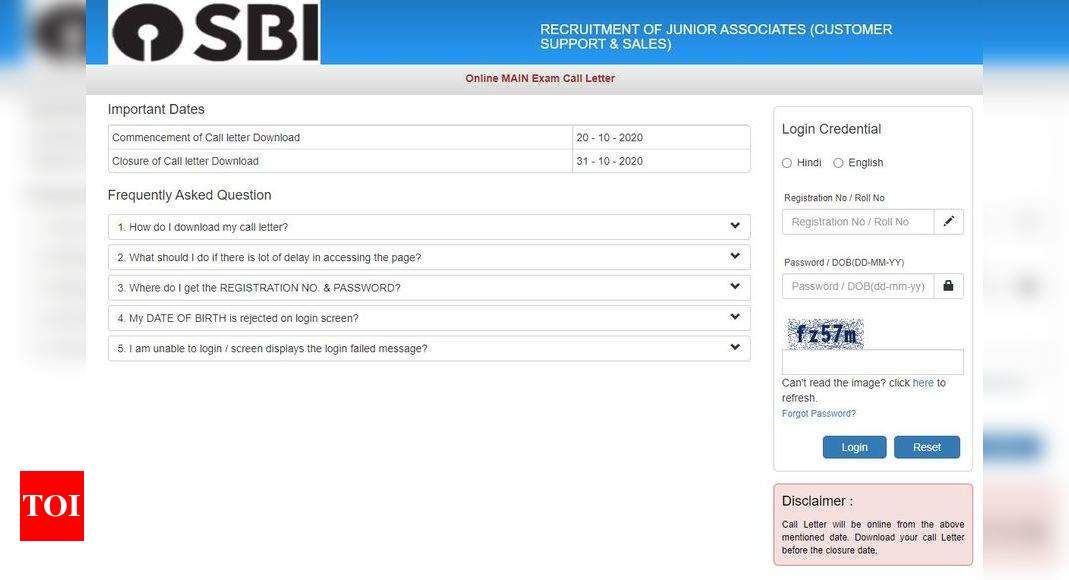 SBI
RECRUITMENT OF JUNIOR ASSOCIATES (CUSTOMER
SUPPORT & SALES)
Online MAIN Exam Call Letter
Important Dates
Commencement of Call letter Download 20 - 10 - 2020
Closure of Call letter Download 31 - 10 - 2020
Frequently Asked Question
1. How do I download my call letter?
2. What should I do if there is lot of delay in accessing the page?
3. Where do I get the REGISTRATION NO. & PASSWORD?
4. My DATE OF BIRTH is rejected on login screen?
5. I am unable to login / screen displays the login failed message?
Login Credential
Hindi English
Registration No / Roll No
Registration No / Roll No
Password / DOB(DD-MM-YY)
Password / DOB(dd-mm-yy)
fz57m
Can't read the image? click here to
refresh.
Forgot Password?
Login Reset
Disclaimer :
Call Letter will be online from the above
mentioned date. Download your call Letter
before the closure date,
TOI